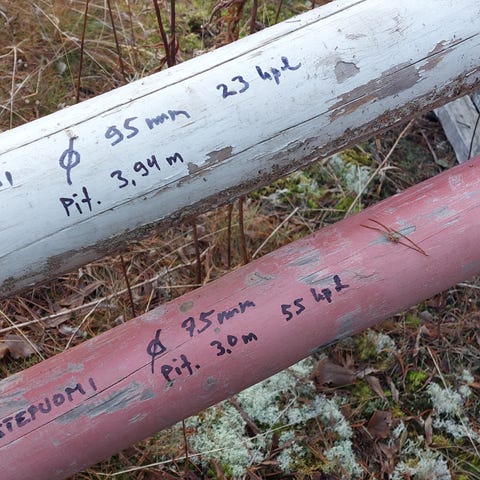 Ø 95 mm 23 kpl
Pit. 3,94 m
Ø 75 mm 55 kpl
Pit. 3.0 m